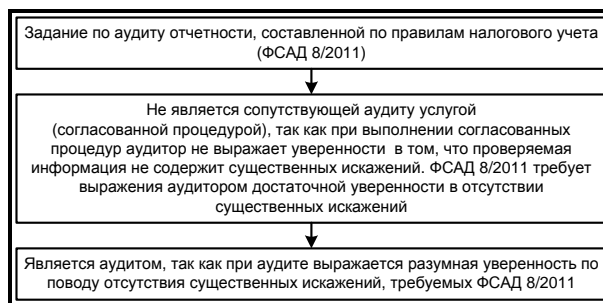 Задание по аудиту отчетности, составленной по правилам налогового учета
(ФСАД 8/2011)
Не является сопутствующей аудиту услугой
(согласованной процедурой), так как при выполнении согласованных
процедур аудитор не выражает уверенности в том, что проверяемая
информация не содержит существенных искажений. ФСАД 8/2011 требует
выражения аудитором достаточной уверенности в отсутствии
существенных искажений
Является аудитом, так как при аудите выражается разумная уверенность по
поводу отсутствия существенных искажений, требуемых ФСАД 8/2011